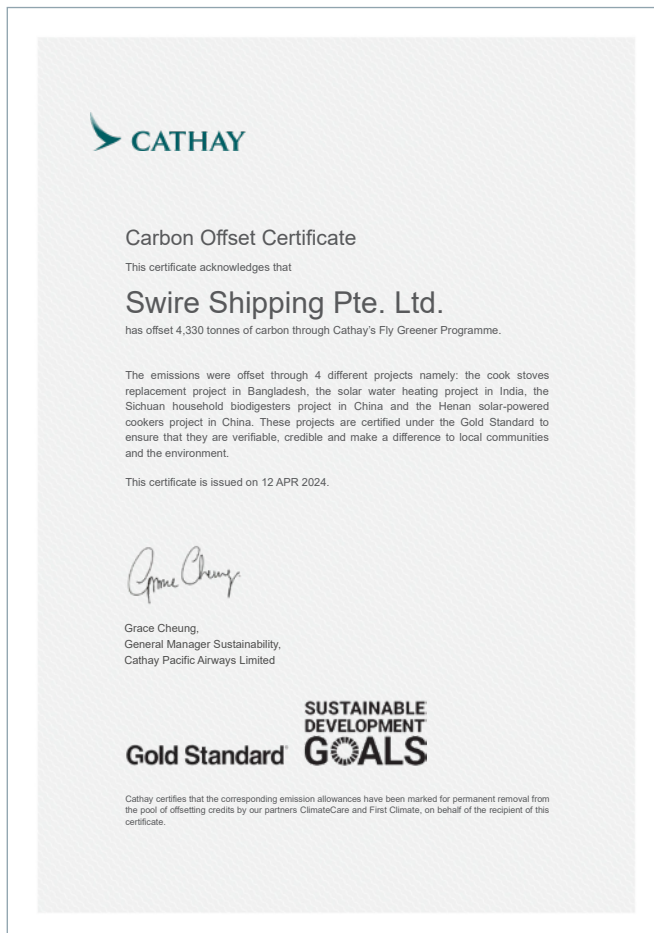 CATHAY
Carbon Offset Certificate
This certificate acknowledges that
Swire Shipping Pte. Ltd.
has offset 4,330 tonnes of carbon through Cathay's Fly Greener Programme.
The emissions were offset through 4 different projects namely: the cook stoves
replacement project in Bangladesh, the solar water heating project in India, the
Sichuan household biodigesters project in China and the Henan solar-powered
cookers project in China. These projects are certified under the Gold Standard to
ensure that they are verifiable, credible and make a difference to local communities
and the environment.
This certificate is issued on 12 APR 2024.
Grace Cheung
Grace Cheung,
General Manager Sustainability,
Cathay Pacific Airways Limited
SUSTAINABLE
DEVELOPMENT
Gold Standard GOALS
Cathay certifies that the corresponding emission allowances have been marked for permanent removal from
the pool of offsetting credits by our partners ClimateCare and First Climate, on behalf of the recipient of this
certificate.